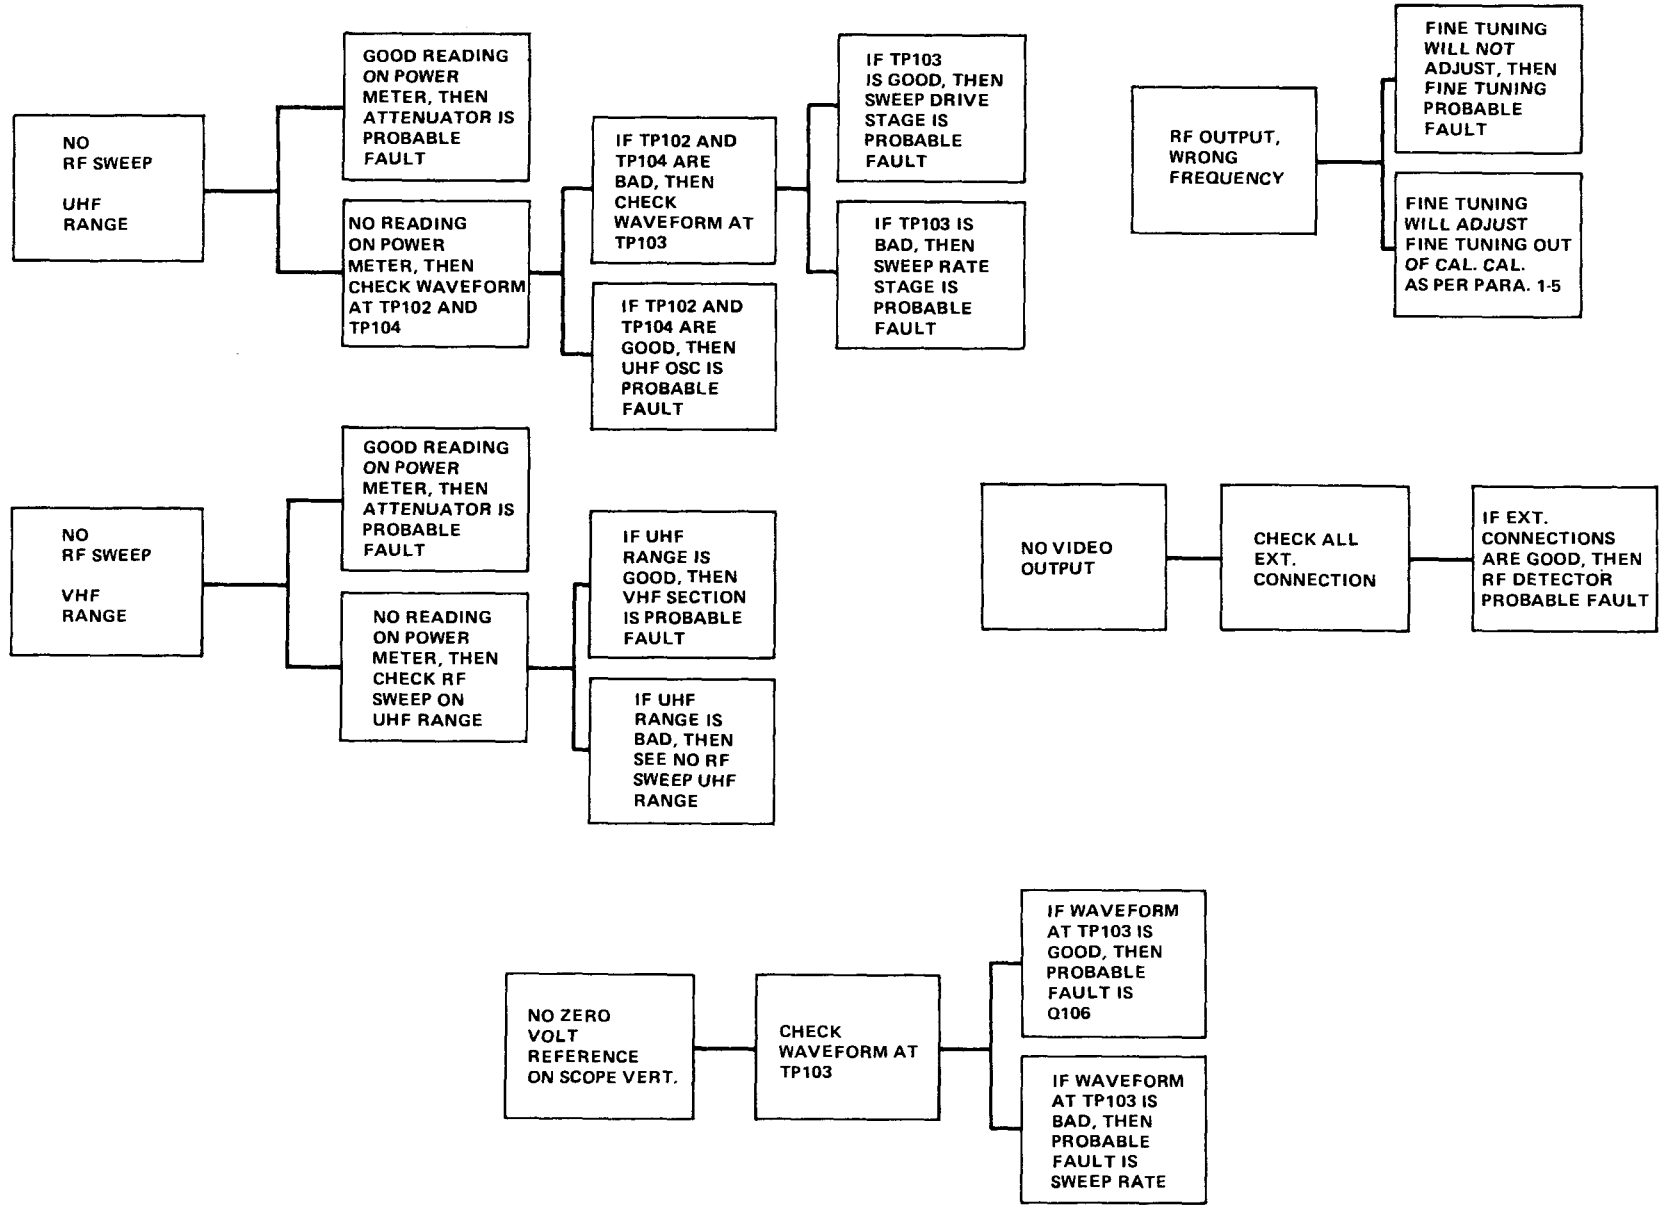 NO
RF SWEEP
UHF
RANGE
GOOD READING
ON POWER
METER, THEN
ATTENUATOR IS
PROBABLE
FAULT
NO READING
ON POWER
METER, THEN
CHECK WAVEFORM
AT TP102 AND
TP104
IF TP102 AND
TP104 ARE
BAD, THEN
CHECK
WAVEFORM AT
TP103
IF TP102 AND
TP104 ARE
GOOD, THEN
UHF OSC IS
PROBABLE
FAULT
IF TP103
IS GOOD, THEN
SWEEP DRIVE
STAGE IS
PROBABLE
FAULT
IF TP103 IS
BAD, THEN
SWEEP RATE
STAGE IS
PROBABLE
FAULT
RF OUTPUT,
WRONG
FREQUENCY
FINE TUNING
WILL NOT
ADJUST, THEN
FINE TUNING
PROBABLE
FAULT
FINE TUNING
WILL ADJUST
FINE TUNING OUT
OF CAL. CAL.
AS PER PARA. 1-5
NO
RF SWEEP
VHF
RANGE
GOOD READING
ON POWER
METER, THEN
ATTENUATOR IS
PROBABLE
FAULT
NO READING
ON POWER
METER, THEN
CHECK RF
SWEEP ON
UHF RANGE
IF UHF
RANGE IS
GOOD, THEN
VHF SECTION
IS PROBABLE
FAULT
IF UHF
RANGE IS
BAD, THEN
SEE NO RF
SWEEP UHF
RANGE
NO VIDEO
OUTPUT
CHECK ALL
EXT.
CONNECTION
IF EXT.
CONNECTIONS
ARE GOOD, THEN
RF DETECTOR
PROBABLE FAULT
NO ZERO
VOLT
REFERENCE
ON SCOPE VERT.
CHECK
WAVEFORM AT
TP103
IF WAVEFORM
AT TP103 IS
GOOD, THEN
PROBABLE
FAULT IS
Q106
IF WAVEFORM
AT TP103 IS
BAD, THEN
PROBABLE
FAULT IS
SWEEP RATE